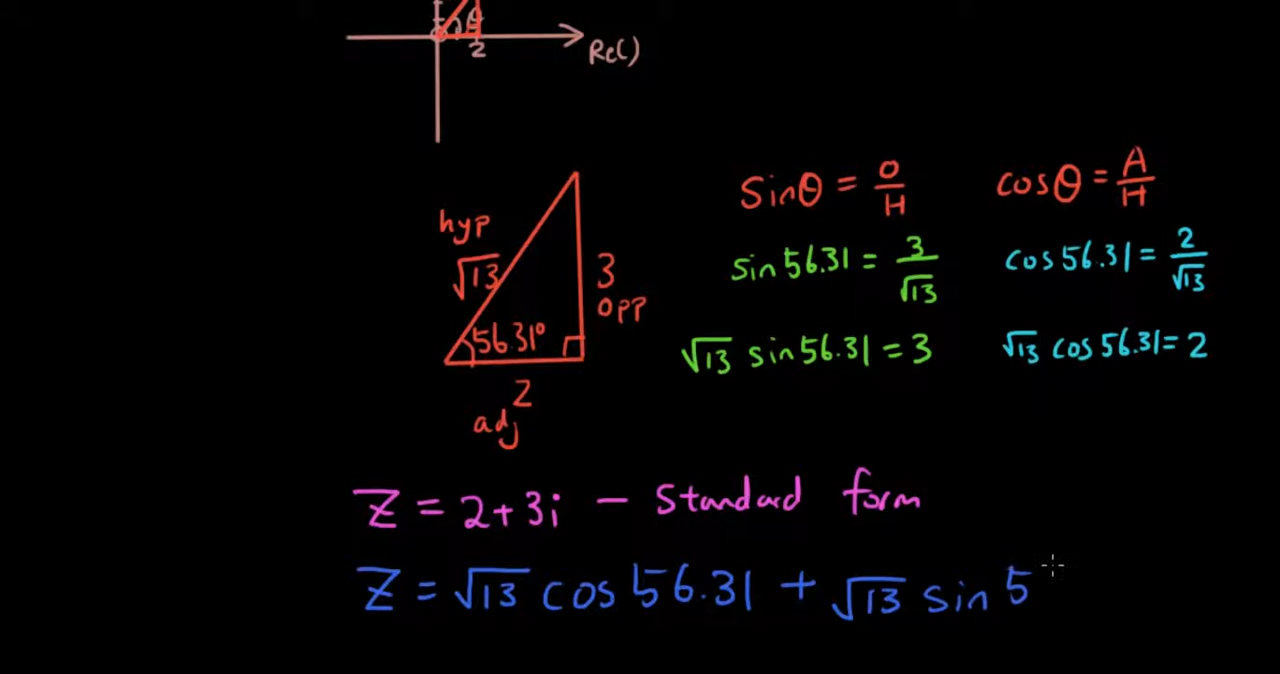 θ
2
Re()
hyp
√13
3
opp
56.31°
2
adj
Sinθ = O/H
cosθ = A/H
sin 56.31 = 3/√13
cos 56.31 = 2/√13
√13 sin 56.31 = 3
√13 cos 56.31 = 2
Z = 2+3i – Standard form
Z = √13 cos 56.31 + √13 sin 5